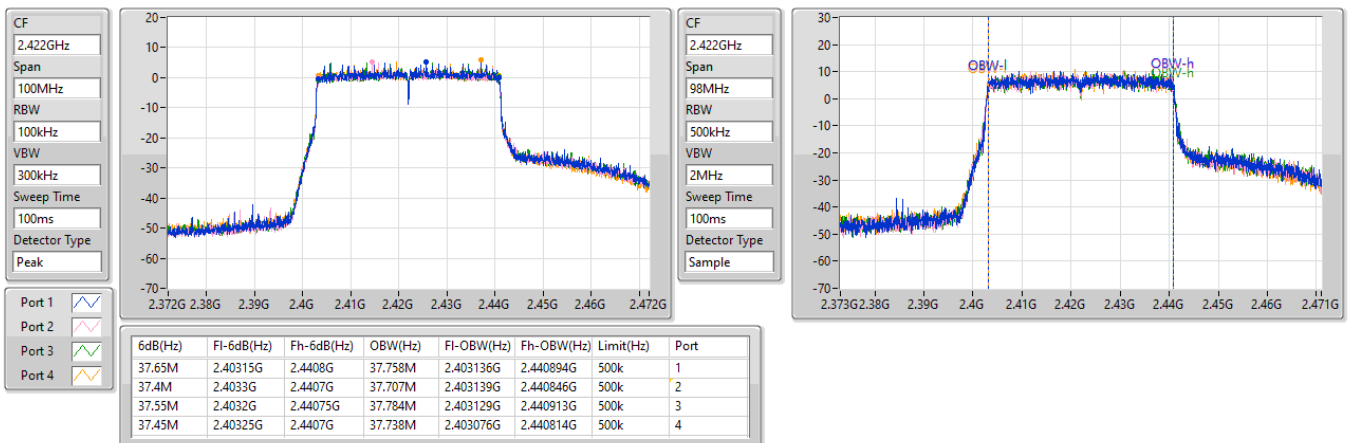 CF
2.422GHz
Span
100MHz
RBW
100kHz
VBW
300kHz
Sweep Time
100ms
Detector Type
Peak
20
10
0
-10
-20
-30
-40
-50
-60
-70
2.372G 2.38G 2.39G 2.4G 2.41G 2.42G 2.43G 2.44G 2.45G 2.46G 2.472G
CF
2.422GHz
Span
98MHz
RBW
500kHz
VBW
2MHz
Sweep Time
100ms
Detector Type
Sample
30
20
10
0
-10
-20
-30
-40
-50
-60
-70
OBW-l
OBW-h
OBW-h
2.373G 2.38G 2.39G 2.4G 2.41G 2.42G 2.43G 2.44G 2.45G 2.46G 2.471G
Port 1
Port 2
Port 3
Port 4
6dB(Hz) Fl-6dB(Hz) Fh-6dB(Hz) OBW(Hz) Fl-OBW(Hz) Fh-OBW(Hz) Limit(Hz) Port
37.65M 2.40315G 2.4408G 37.758M 2.403136G 2.440894G 500k 1
37.4M 2.4033G 2.4407G 37.707M 2.403139G 2.440846G 500k 2
37.55M 2.4032G 2.44075G 37.784M 2.403129G 2.440913G 500k 3
37.45M 2.40325G 2.4407G 37.738M 2.403076G 2.440814G 500k 4